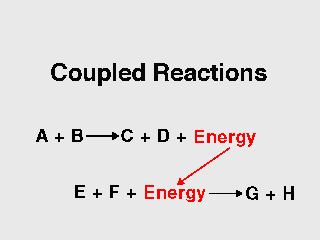 Coupled Reactions
A + B → C + D + Energy
E + F + Energy → G + H